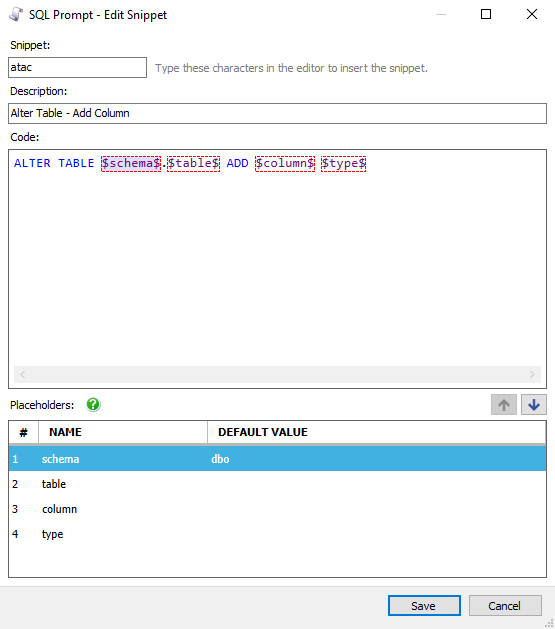 SQL Prompt - Edit Snippet
Snippet:
atac
Type these characters in the editor to insert the snippet.
Description:
Alter Table - Add Column
Code:
ALTER TABLE $schema$.$table$ ADD $column$ $type$
Placeholders: ?
# NAME DEFAULT VALUE
1 schema dbo
2 table
3 column
4 type
Save Cancel